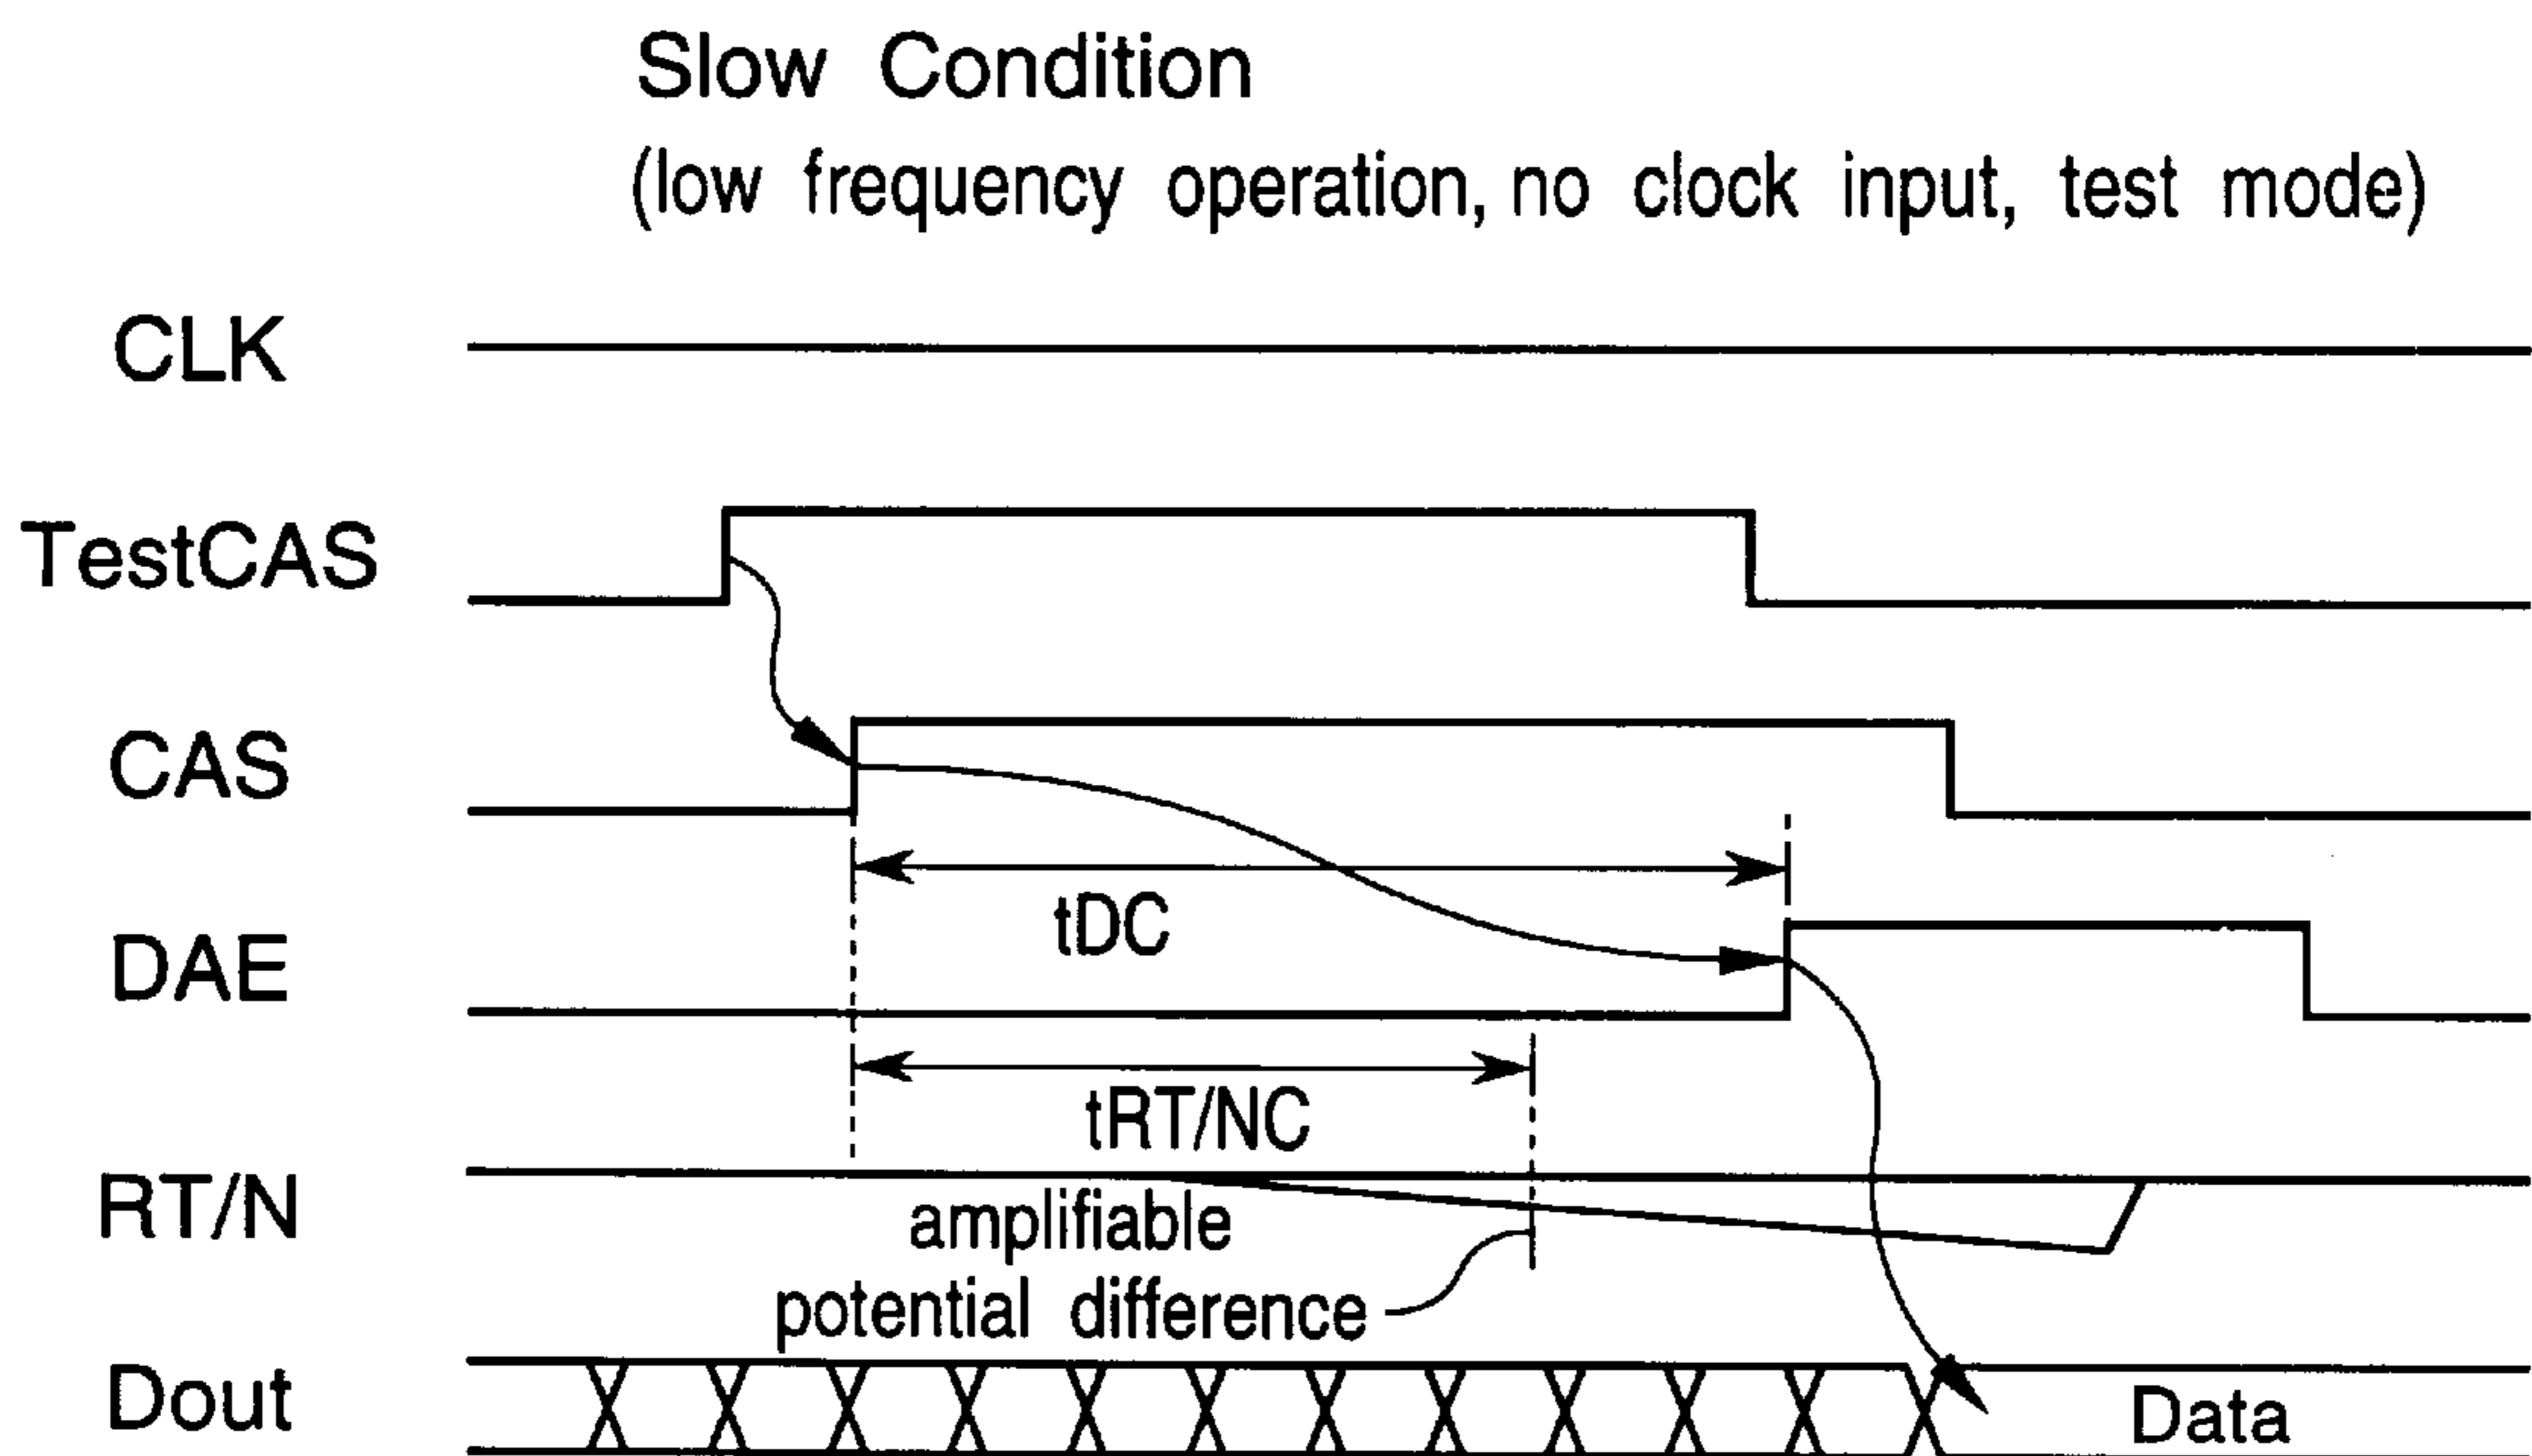 Slow Condition
(low frequency operation, no clock input, test mode)
CLK
TestCAS
CAS
tDC
DAE
tRT/NC
RT/N
amplifiable
potential difference
Dout
Data